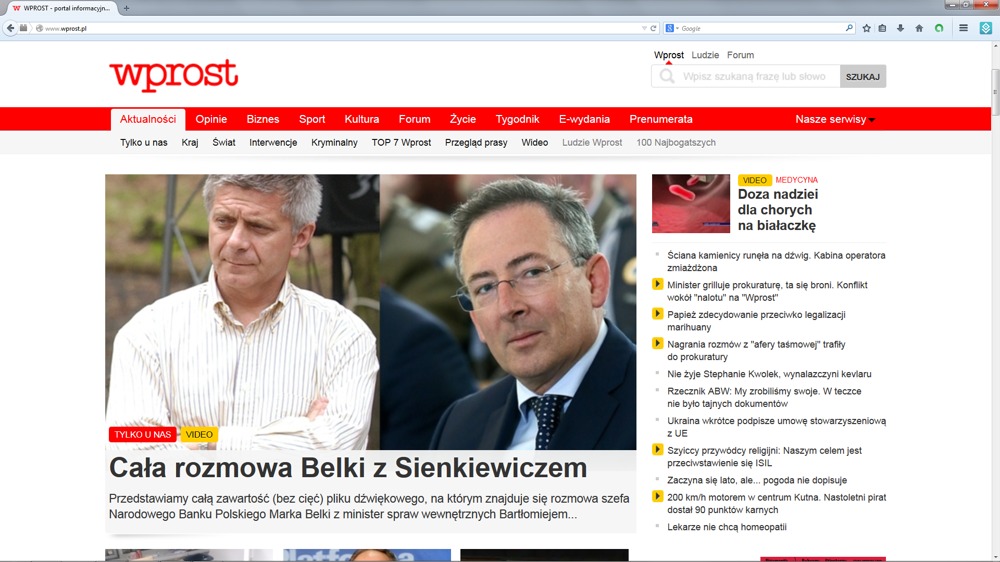 WPROST - portal informacyjn...
www.wprost.pl
Google
wprost
Wprost Ludzie Forum
Wpisz szukaną frazę lub słowo SZUKAJ
Aktualności Opinie Biznes Sport Kultura Forum Życie Tygodnik E-wydania Prenumerata Nasze serwisy
Tylko u nas Kraj Świat Interwencje Kryminalny TOP 7 Wprost Przegląd prasy Wideo Ludzie Wprost 100 Najbogatszych
TYLKO U NAS VIDEO
Cała rozmowa Belki z Sienkiewiczem
Przedstawiamy całą zawartość (bez cięć) pliku dźwiękowego, na którym znajduje się rozmowa szefa
Narodowego Banku Polskiego Marka Belki z minister spraw wewnętrznych Bartłomiejem...
VIDEO MEDYCYNA
Doza nadziei
dla chorych
na białaczkę
Ściana kamienicy runęła na dźwig. Kabina operatora
zmiażdżona
Minister grilluje prokuraturę, ta się broni. Konflikt
wokół "nalotu" na "Wprost"
Papież zdecydowanie przeciwko legalizacji
marihuany
Nagrania rozmów z "afery taśmowej" trafiły
do prokuratury
Nie żyje Stephanie Kwolek, wynalazczyni kevlaru
Rzecznik ABW: My zrobiliśmy swoje. W teczce
nie było tajnych dokumentów
Ukraina wkrótce podpisze umowę stowarzyszeniową
z UE
Szyiccy przywódcy religijni: Naszym celem jest
przeciwstawienie się ISIL
Zaczyna się lato, ale... pogoda nie dopisuje
200 km/h motorem w centrum Kutna. Nastoletni pirat
dostał 90 punktów karnych
Lekarze nie chcą homeopatii